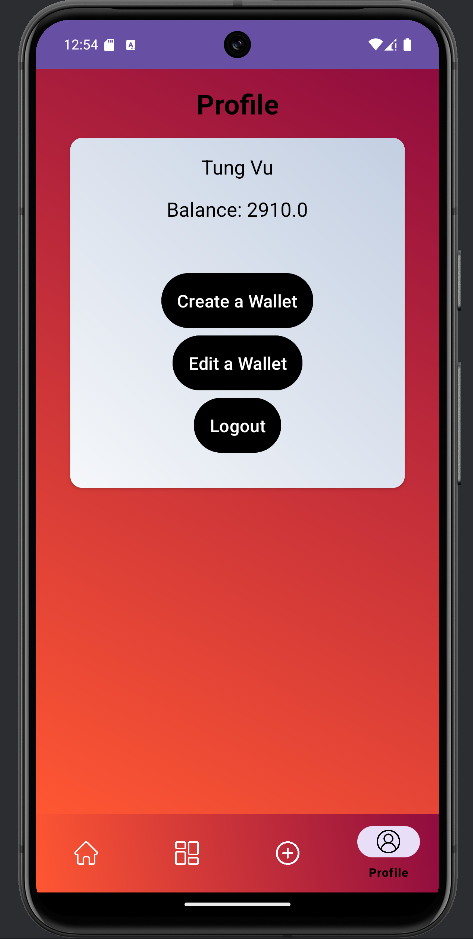 12:54
Profile
Tung Vu
Balance: 2910.0
Create a Wallet
Edit a Wallet
Logout
Profile